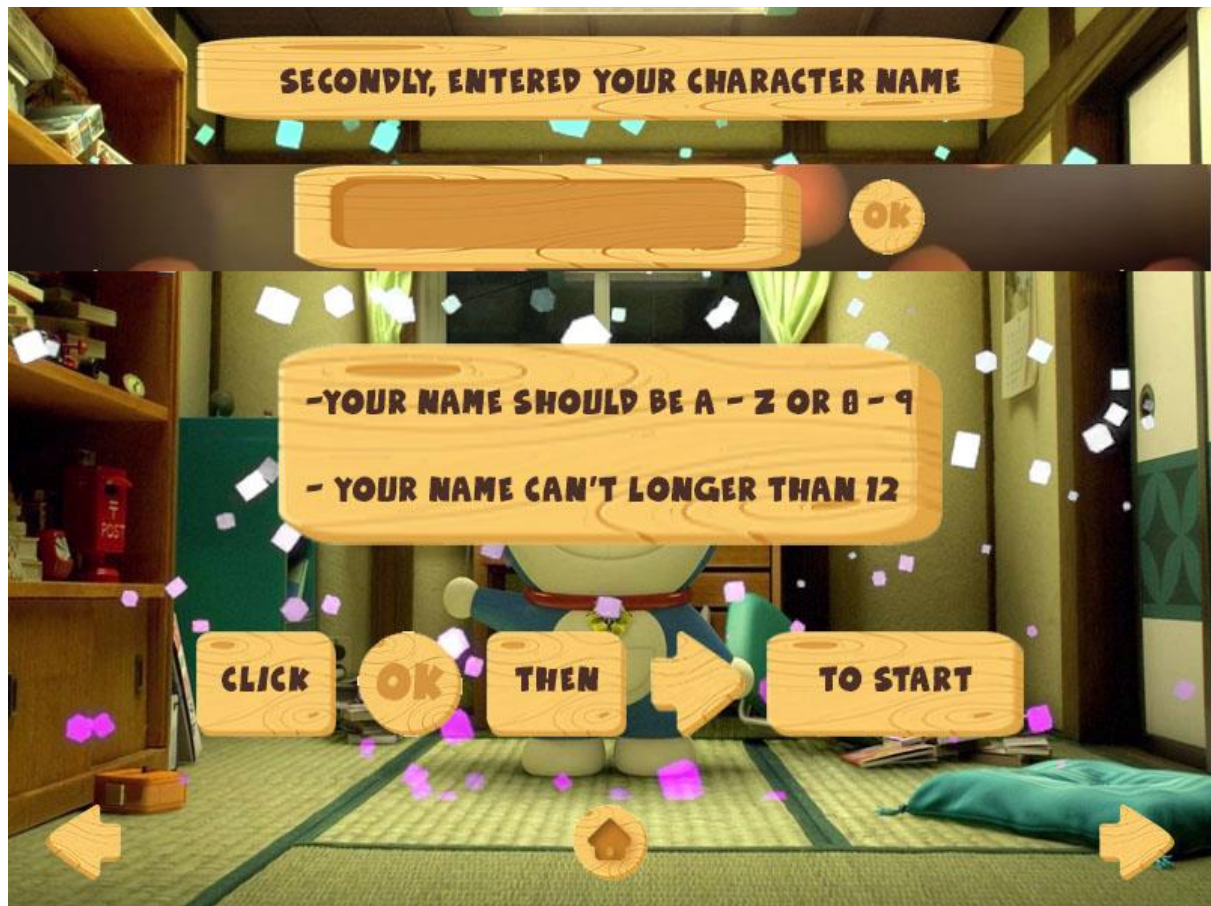 SECONDLY, ENTERED YOUR CHARACTER NAME
OK
-YOUR NAME SHOULD BE A - Z OR 0 - 9
- YOUR NAME CAN'T LONGER THAN 12
CLICK OK THEN TO START
POST